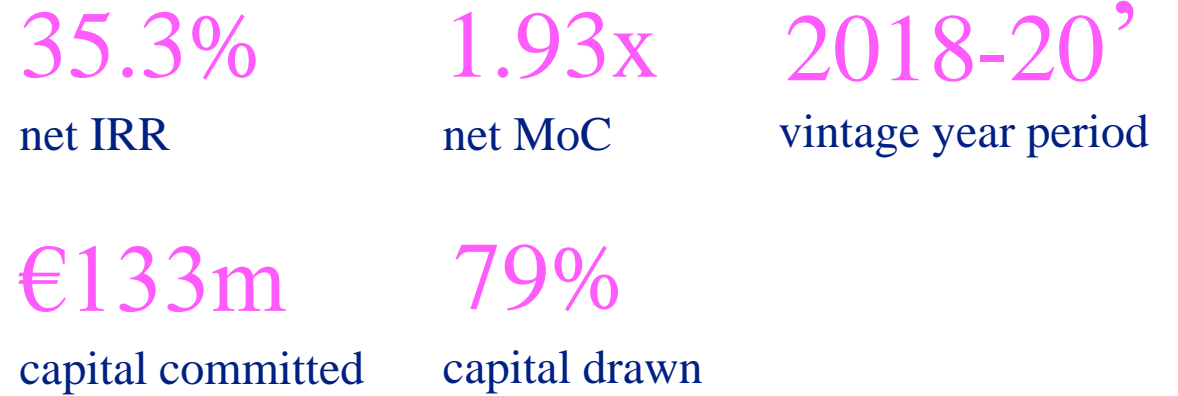 35.3% 1.93x 2018-20’
net IRR net MoC vintage year period
€133m 79%
capital committed capital drawn